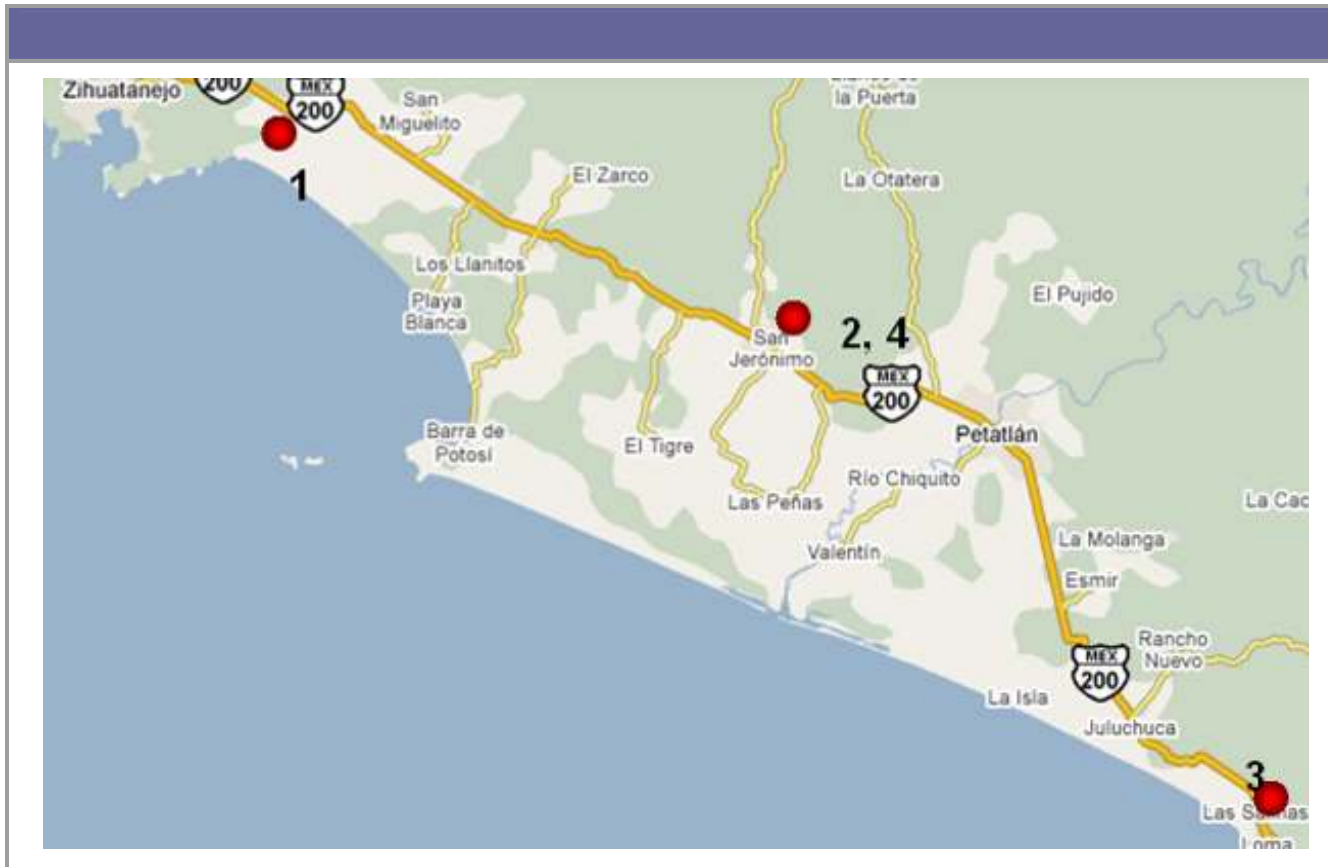 Zihuatanejo
200
MEX
200
San
Miguelito
la Puerta
1
El Zarco
La Otatera
Los Llanitos
Playa
Blanca
El Pujido
San
Jerónimo
2, 4
MEX
200
Barra de
Potosí
El Tigre
Petatlán
Río Chiquito
Las Peñas
La Cac
Valentín
La Molanga
Esmir
Rancho
Nuevo
MEX
200
La Isla
Juluchuca
3
Loma